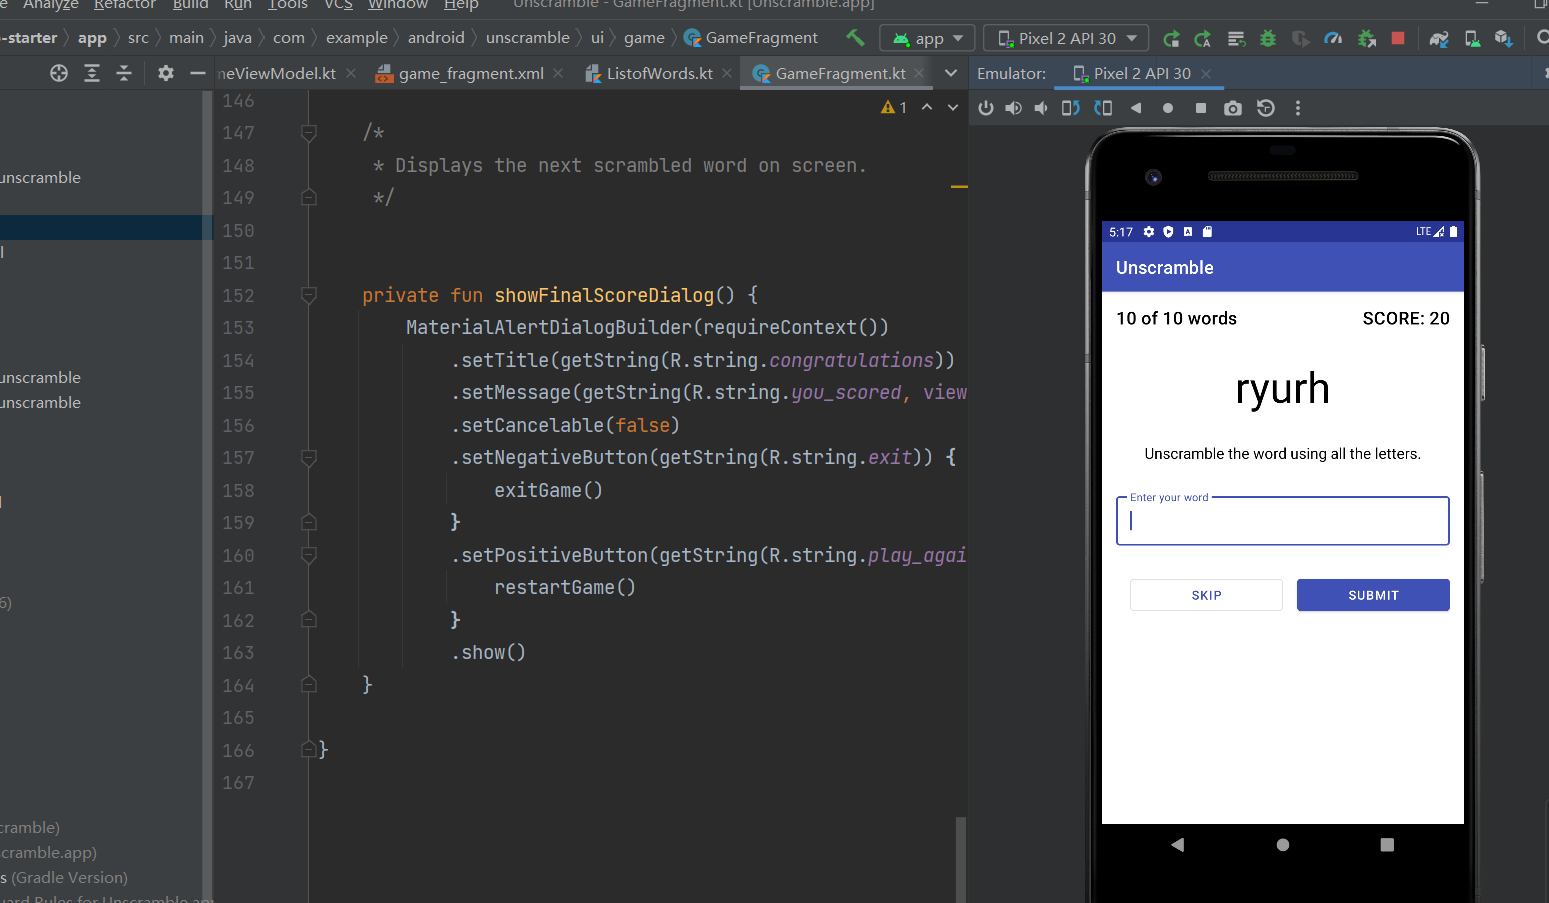 Analyze Refactor Build Run Tools VCS Window Help Unscramble - GameFragment.kt [Unscramble.app]
-starter app src main java com example android unscramble ui game GameFragment app Pixel 2 API 30
neViewModel.kt game_fragment.xml ListofWords.kt GameFragment.kt Emulator: Pixel 2 API 30
1
146
147 /*
148 * Displays the next scrambled word on screen.
149 */
150
151
152 private fun showFinalScoreDialog() {
153 MaterialAlertDialogBuilder(requireContext())
154 .setTitle(getString(R.string.congratulations))
155 .setMessage(getString(R.string.you_scored, view
156 .setCancelable(false)
157 .setNegativeButton(getString(R.string.exit)) {
158 exitGame()
159 }
160 .setPositiveButton(getString(R.string.play_agai
161 restartGame()
162 }
163 .show()
164 }
165
166 }
167
unscramble
l
unscramble
unscramble
6)
cramble)
cramble.app)
s (Gradle Version)
uard Rules for Unscramble.app
5:17 LTE
Unscramble
10 of 10 words SCORE: 20
ryurh
Unscramble the word using all the letters.
Enter your word
SKIP SUBMIT